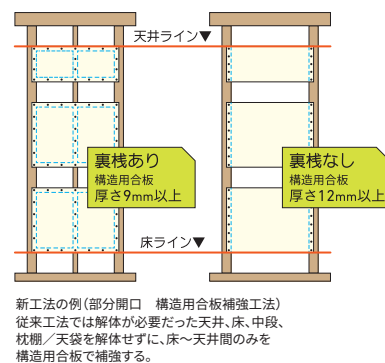 天井ライン▼
裏桟あり
構造用合板
厚さ9mm以上
裏桟なし
構造用合板
厚さ12mm以上
床ライン▼
新工法の例(部分開口　構造用合板補強工法)
従来工法では解体が必要だった天井、床、中段、
枕棚／天袋を解体せずに、床〜天井間のみを
構造用合板で補強する。